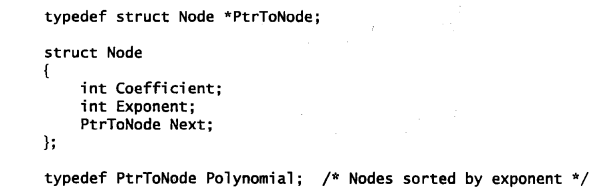 typedef struct Node *PtrToNode;
struct Node
{
int Coefficient;
int Exponent;
PtrToNode Next;
};
typedef PtrToNode Polynomial; /* Nodes sorted by exponent */